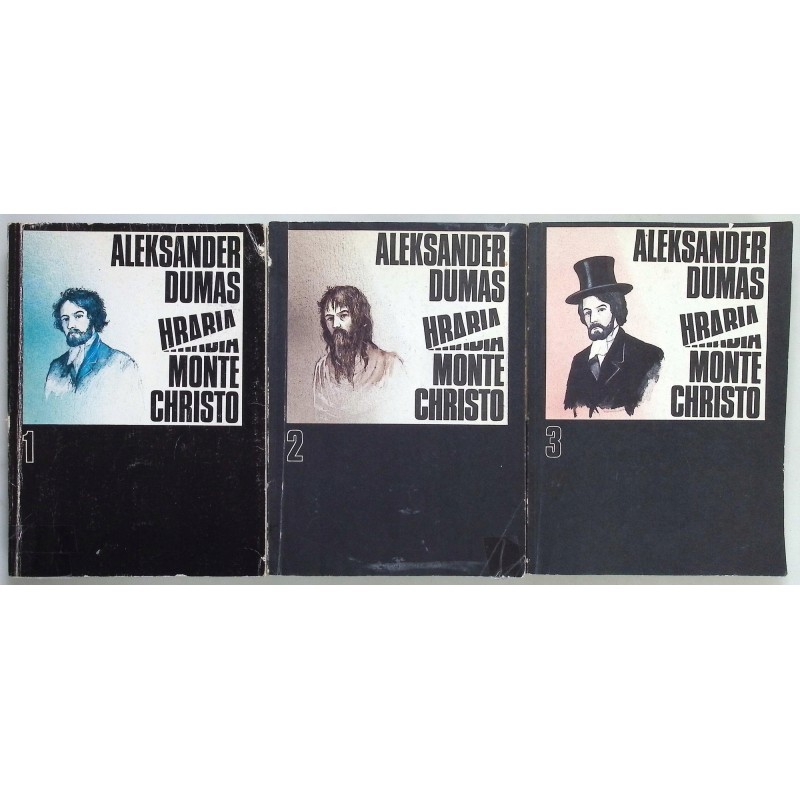 ALEKSANDER
DUMAS
HRABIA
MONTE
CHRISTO
1
ALEKSANDER
DUMAS
HRABIA
MONTE
CHRISTO
2
ALEKSANDER
DUMAS
HRABIA
MONTE
CHRISTO
3